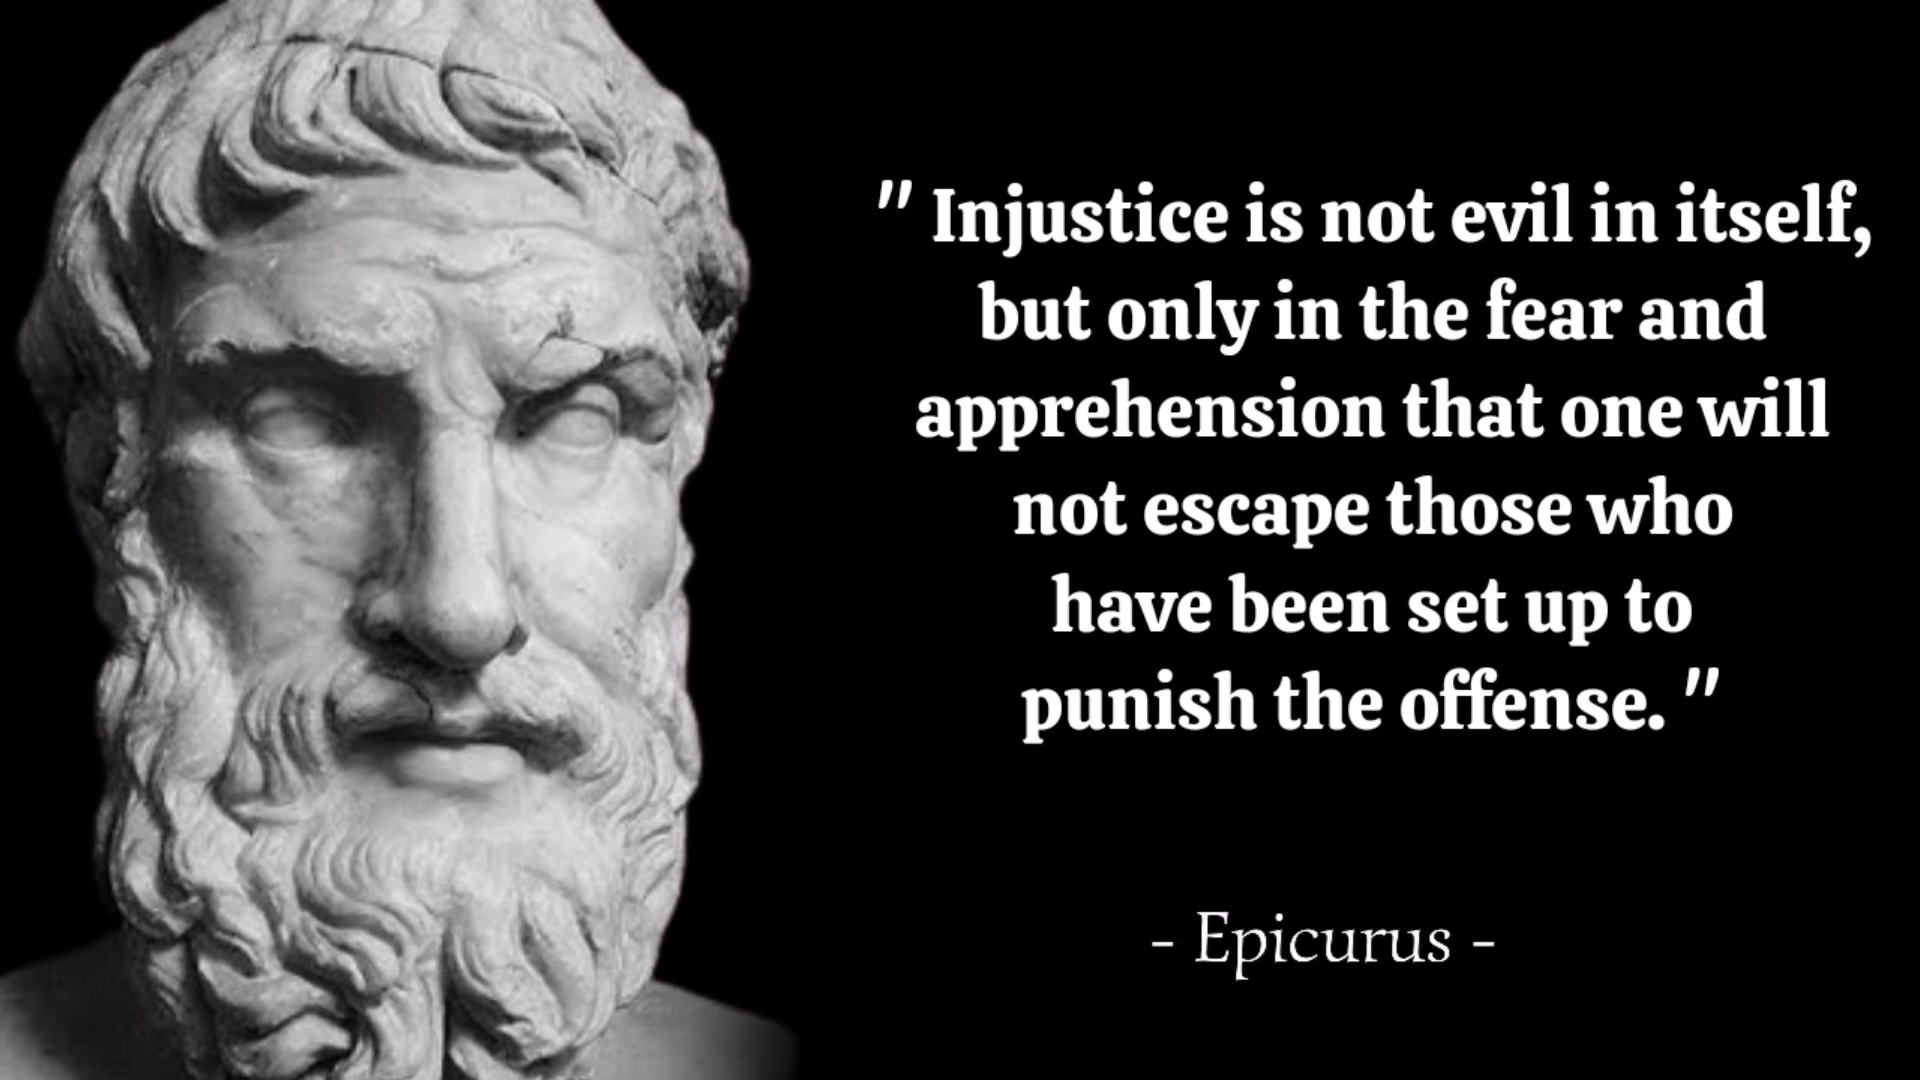 " Injustice is not evil in itself,
but only in the fear and
apprehension that one will
not escape those who
have been set up to
punish the offense. "
- Epicurus -